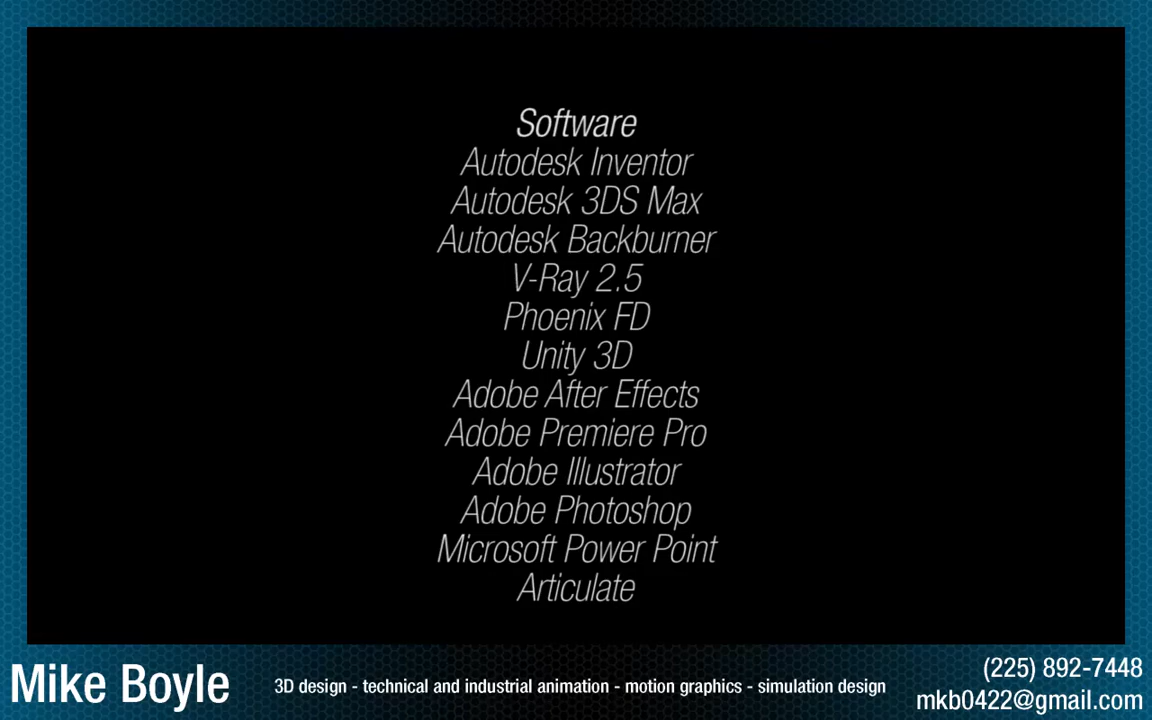 Software
Autodesk Inventor
Autodesk 3DS Max
Autodesk Backburner
V-Ray 2.5
Phoenix FD
Unity 3D
Adobe After Effects
Adobe Premiere Pro
Adobe Illustrator
Adobe Photoshop
Microsoft Power Point
Articulate
Mike Boyle
3D design - technical and industrial animation - motion graphics - simulation design
(225) 892-7448
mkb0422@gmail.com